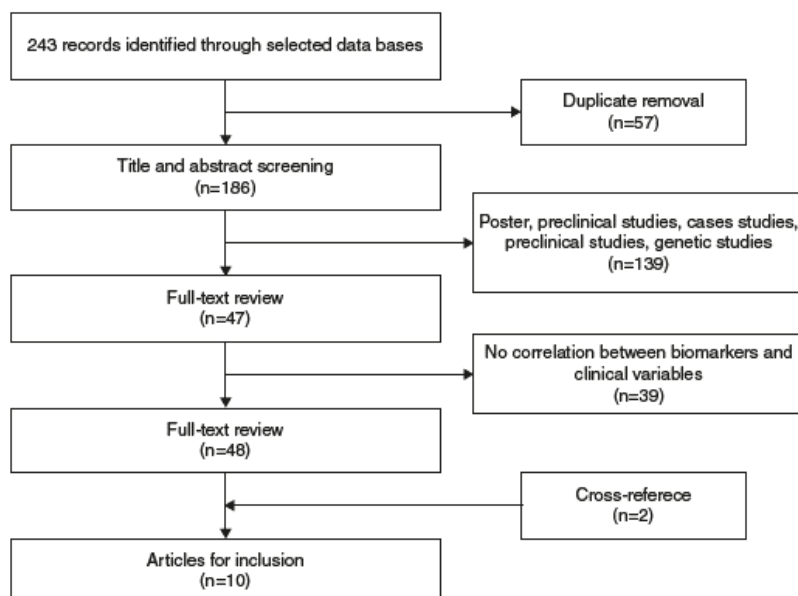 243 records identified through selected data bases
Duplicate removal
(n=57)
Title and abstract screening
(n=186)
Poster, preclinical studies, cases studies,
preclinical studies, genetic studies
(n=139)
Full-text review
(n=47)
No correlation between biomarkers and
clinical variables
(n=39)
Full-text review
(n=48)
Cross-referece
(n=2)
Articles for inclusion
(n=10)